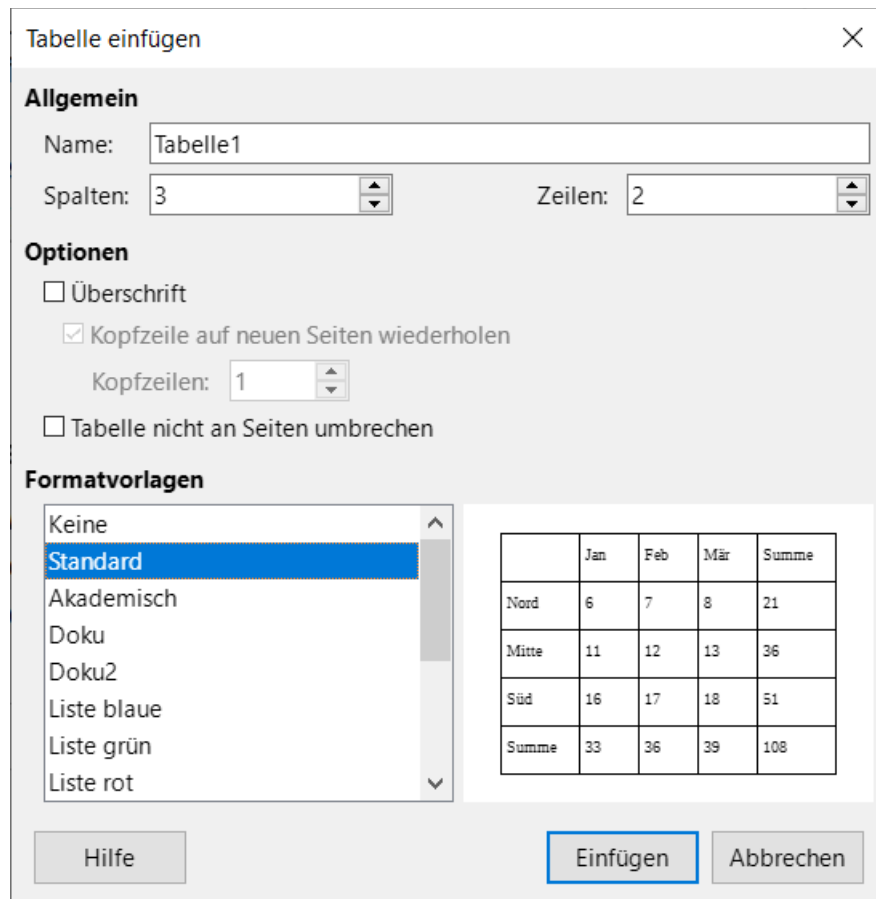 Tabelle einfügen
Allgemein
Name: Tabelle1
Spalten: 3 Zeilen: 2
Optionen
Überschrift
Kopfzeile auf neuen Seiten wiederholen
Kopfzeilen: 1
Tabelle nicht an Seiten umbrechen
Formatvorlagen
Keine
Standard
Akademisch
Doku
Doku2
Liste blaue
Liste grün
Liste rot
Jan Feb Mär Summe
Nord 6 7 8 21
Mitte 11 12 13 36
Süd 16 17 18 51
Summe 33 36 39 108
Hilfe Einfügen Abbrechen